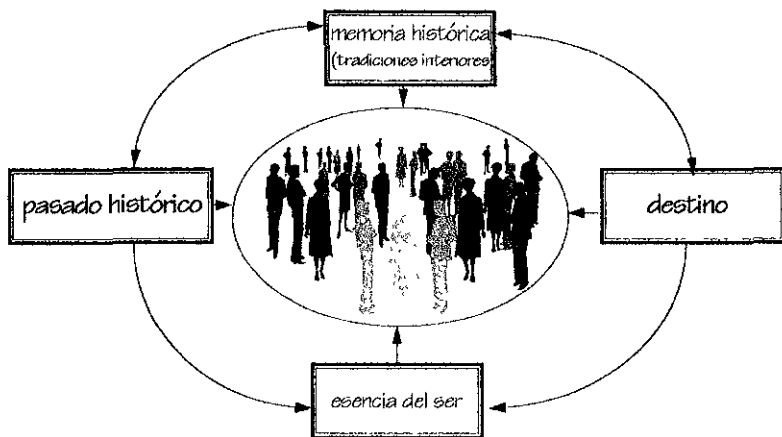 memoria histórica
(tradiciones interiores
pasado histórico
destino
esencia del ser